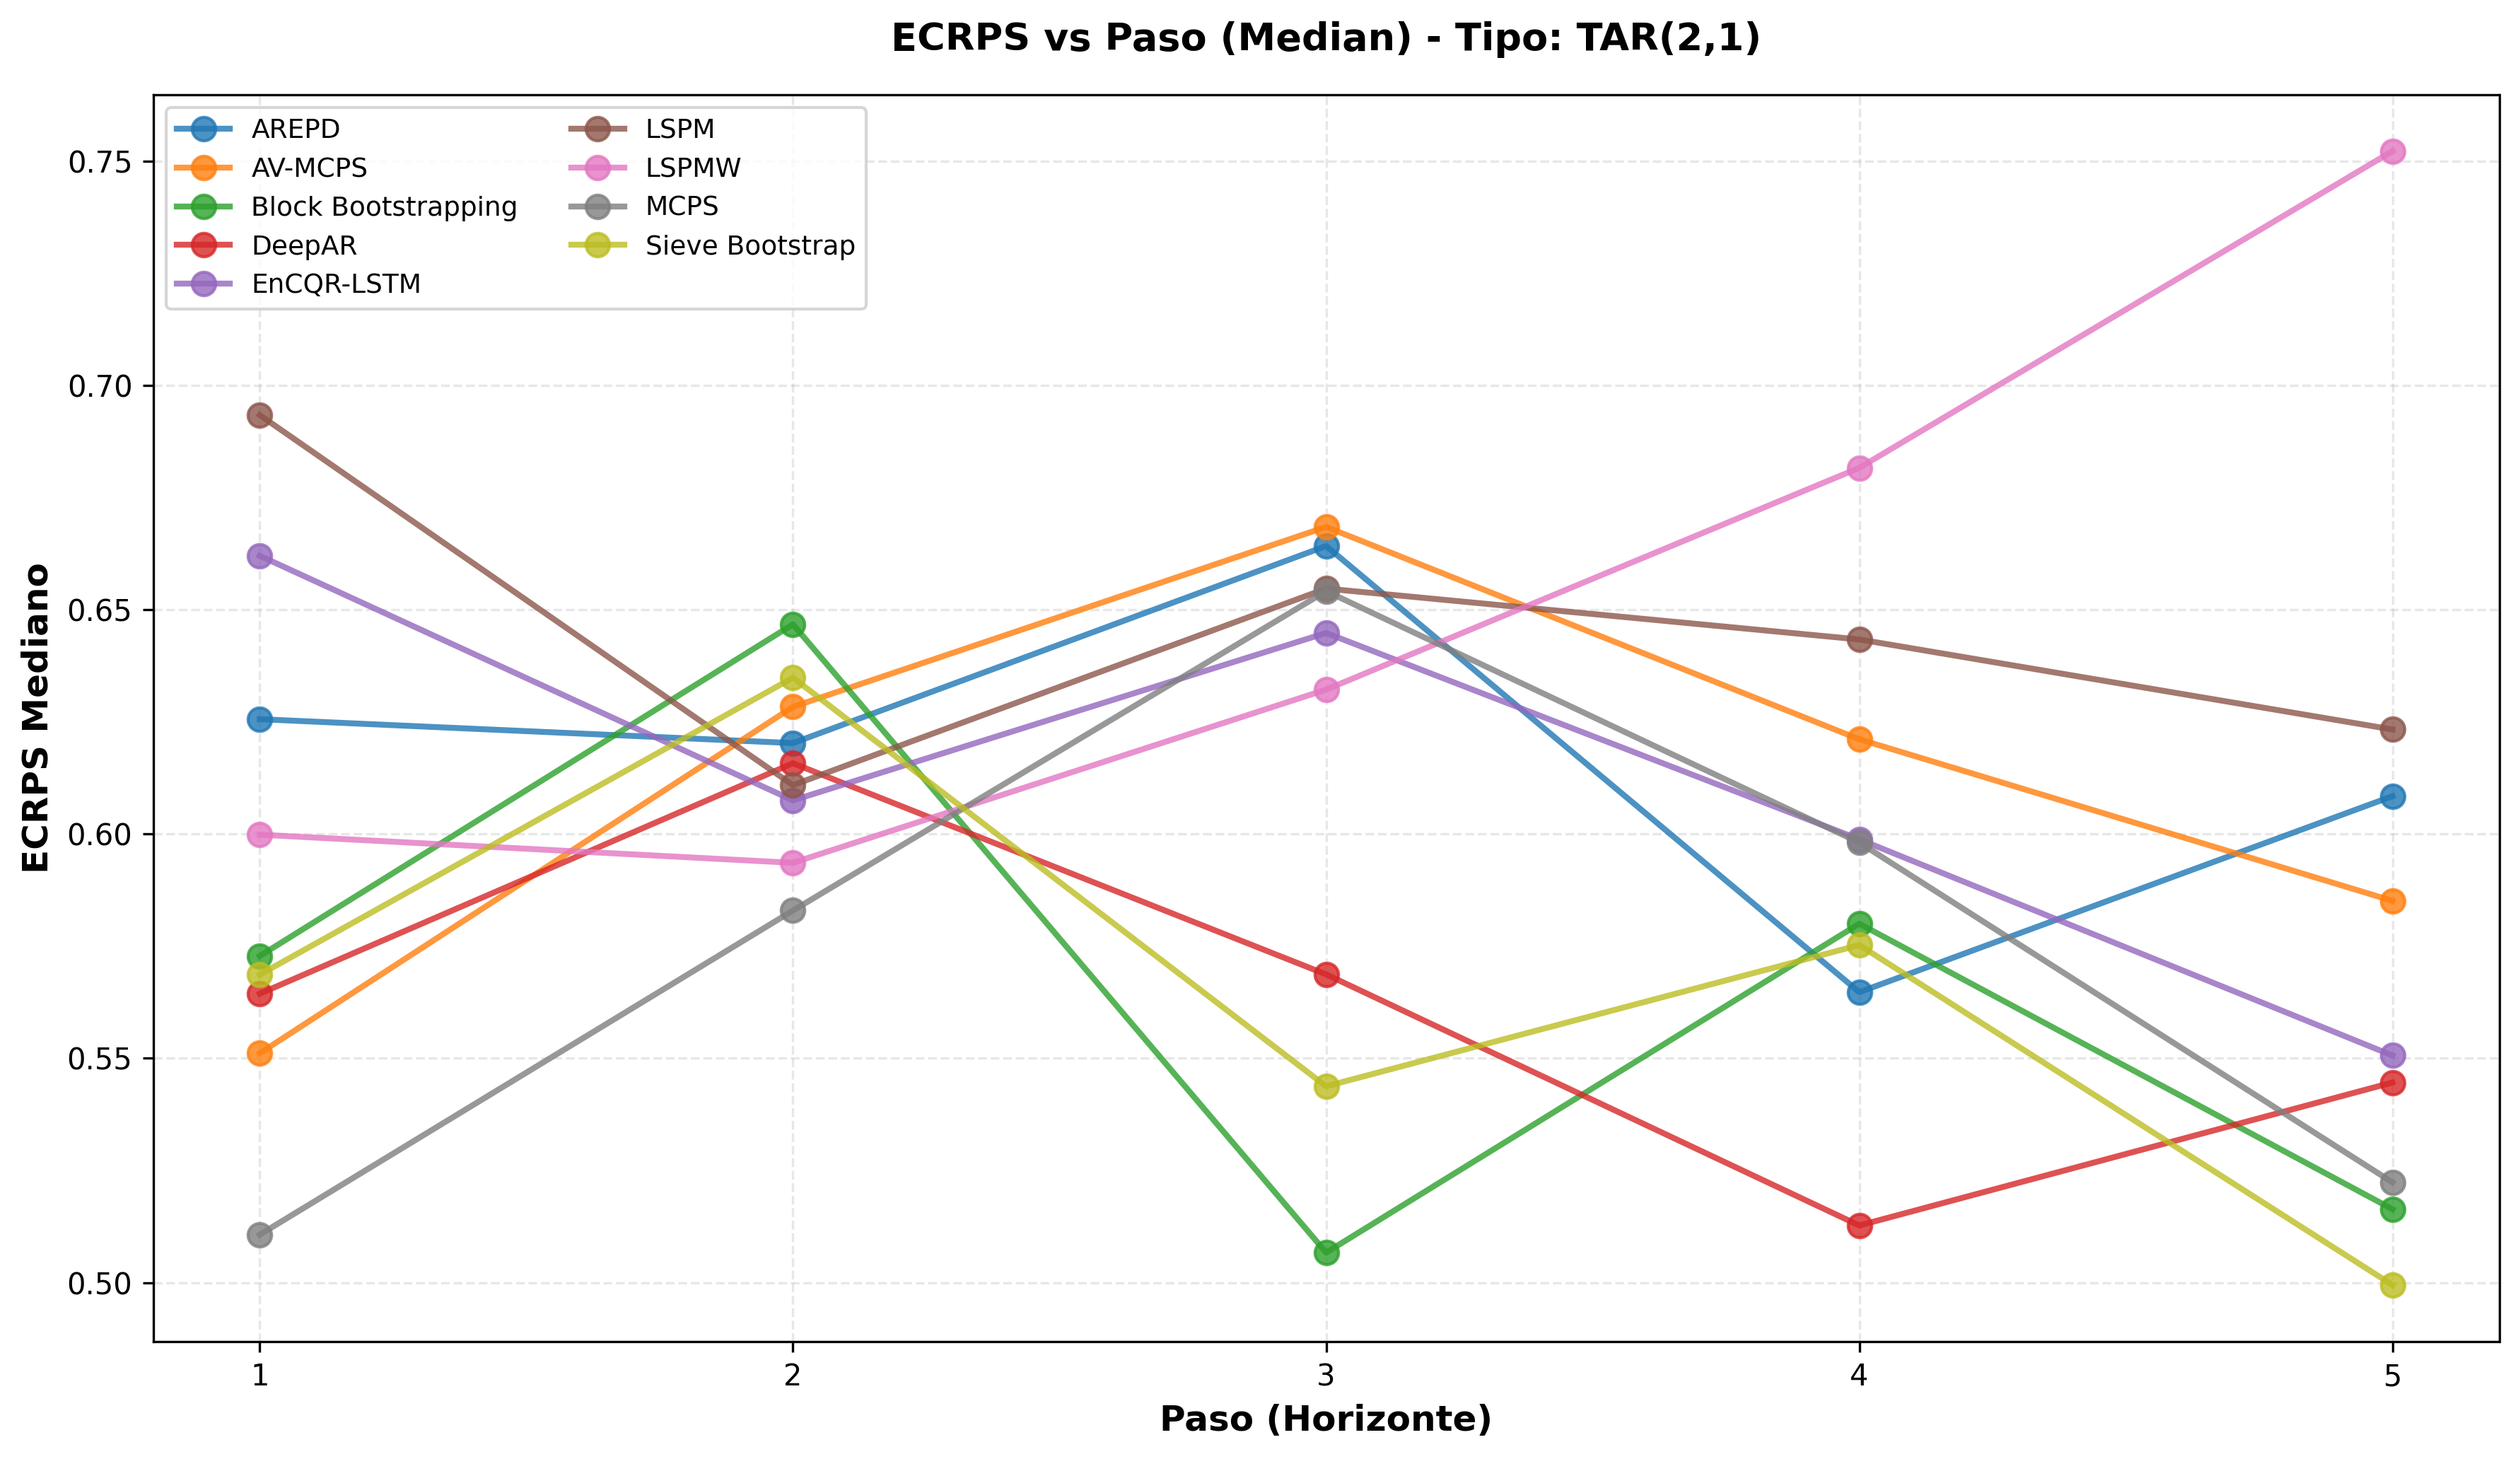 ECRPS vs Paso (Median) - Tipo: TAR(2,1)
AREPD
AV-MCPS
Block Bootstrapping
DeepAR
EnCQR-LSTM
LSPM
LSPMW
MCPS
Sieve Bootstrap
ECRPS Mediano
0.75
0.70
0.65
0.60
0.55
0.50
1 2 3 4 5
Paso (Horizonte)